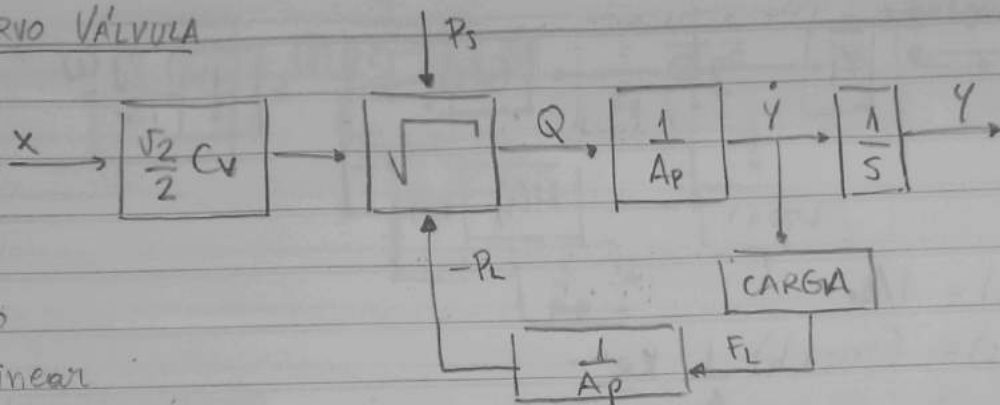 RVO VÁLVULA
Ps
X
√2/2 Cv
√
Q
1/Ap
Ẏ
1/S
Y
-PL
CARGA
FL
1/Ap
inear